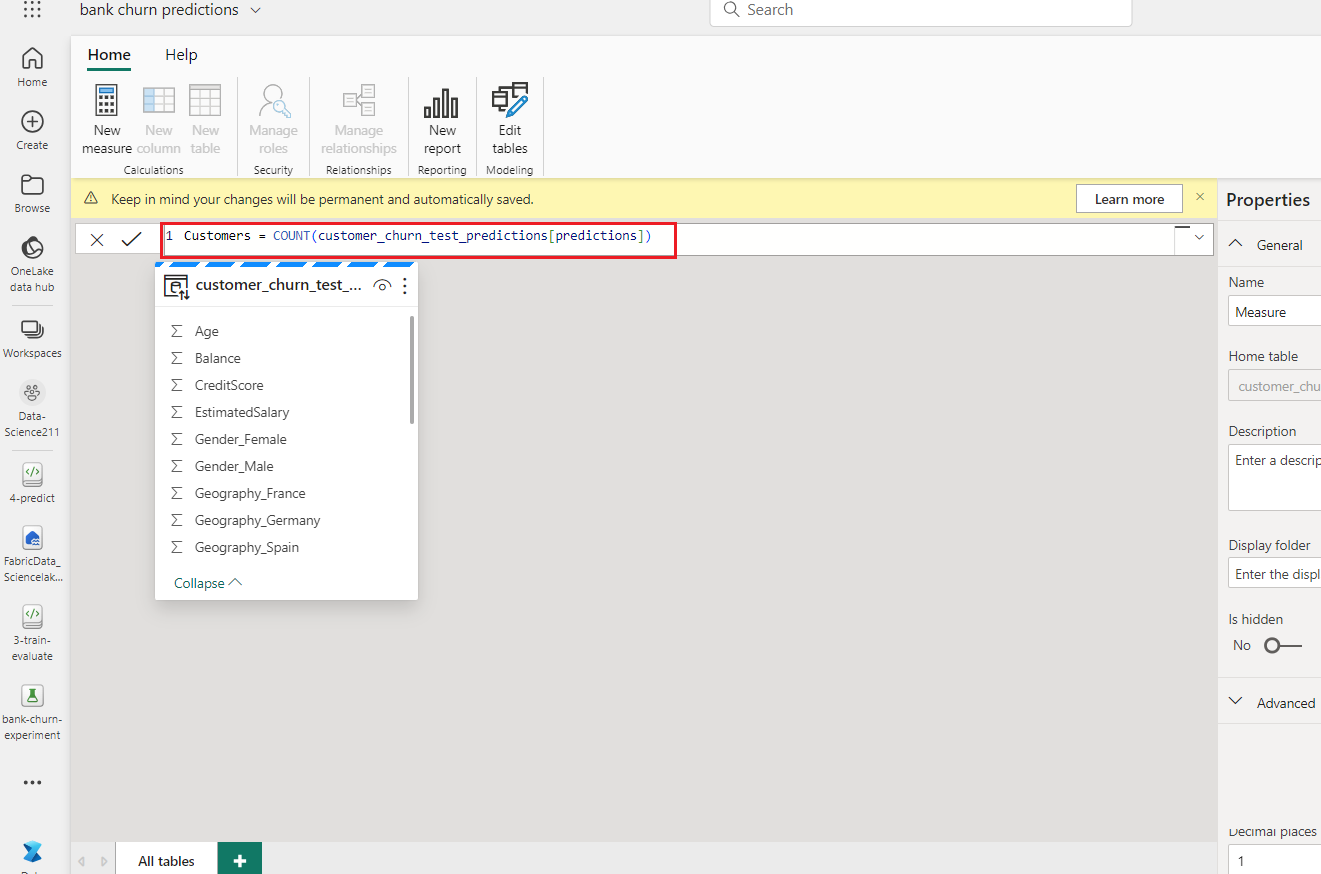 bank churn predictions
Search
Home
Create
Browse
OneLake
data hub
Workspaces
Data-
Science211
4-predict
FabricData_
Sciencelak...
3-train-
evaluate
bank-churn-
experiment
Home Help
New
measure
New
column
New
table
Calculations
Manage
roles
Security
Manage
relationships
Relationships
New
report
Reporting
Edit
tables
Modeling
Keep in mind your changes will be permanent and automatically saved.
Learn more
1 Customers = COUNT(customer_churn_test_predictions[predictions])
customer_churn_test_...
Age
Balance
CreditScore
EstimatedSalary
Gender_Female
Gender_Male
Geography_France
Geography_Germany
Geography_Spain
Collapse
All tables
Properties
General
Name
Measure
Home table
customer_chu
Description
Enter a descrip
Display folder
Enter the displ
Is hidden
No
Advanced
Decimal places
1